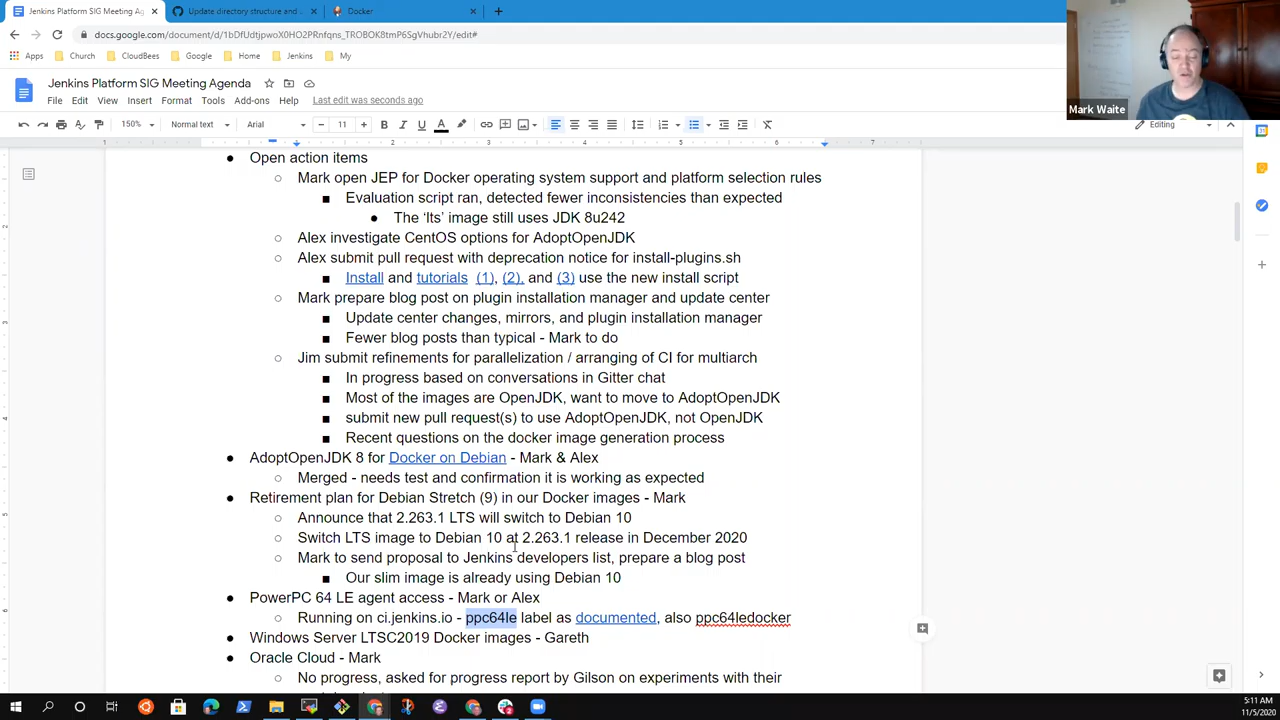 Jenkins Platform SIG Meeting Ag
Update directory structure and
Docker
docs.google.com/document/d/1bDfUdtjpwoX0HO2PRnfqns_TROBOK8tmP6SgVhubr2Y/edit#
Apps Church CloudBees Google Home Jenkins My
Mark Waite
Jenkins Platform SIG Meeting Agenda
File Edit View Insert Format Tools Add-ons Help Last edit was seconds ago
150% Normal text Arial 11 Editing
1 2 3 4 5 6 7
Open action items
Mark open JEP for Docker operating system support and platform selection rules
Evaluation script ran, detected fewer inconsistencies than expected
The ‘lts’ image still uses JDK 8u242
Alex investigate CentOS options for AdoptOpenJDK
Alex submit pull request with deprecation notice for install-plugins.sh
Install and tutorials (1), (2), and (3) use the new install script
Mark prepare blog post on plugin installation manager and update center
Update center changes, mirrors, and plugin installation manager
Fewer blog posts than typical - Mark to do
Jim submit refinements for parallelization / arranging of CI for multiarch
In progress based on conversations in Gitter chat
Most of the images are OpenJDK, want to move to AdoptOpenJDK
submit new pull request(s) to use AdoptOpenJDK, not OpenJDK
Recent questions on the docker image generation process
AdoptOpenJDK 8 for Docker on Debian - Mark & Alex
Merged - needs test and confirmation it is working as expected
Retirement plan for Debian Stretch (9) in our Docker images - Mark
Announce that 2.263.1 LTS will switch to Debian 10
Switch LTS image to Debian 10 at 2.263.1 release in December 2020
Mark to send proposal to Jenkins developers list, prepare a blog post
Our slim image is already using Debian 10
PowerPC 64 LE agent access - Mark or Alex
Running on ci.jenkins.io - ppc64le label as documented, also ppc64ledocker
Windows Server LTSC2019 Docker images - Gareth
Oracle Cloud - Mark
No progress, asked for progress report by Gilson on experiments with their
5:11 AM
11/5/2020